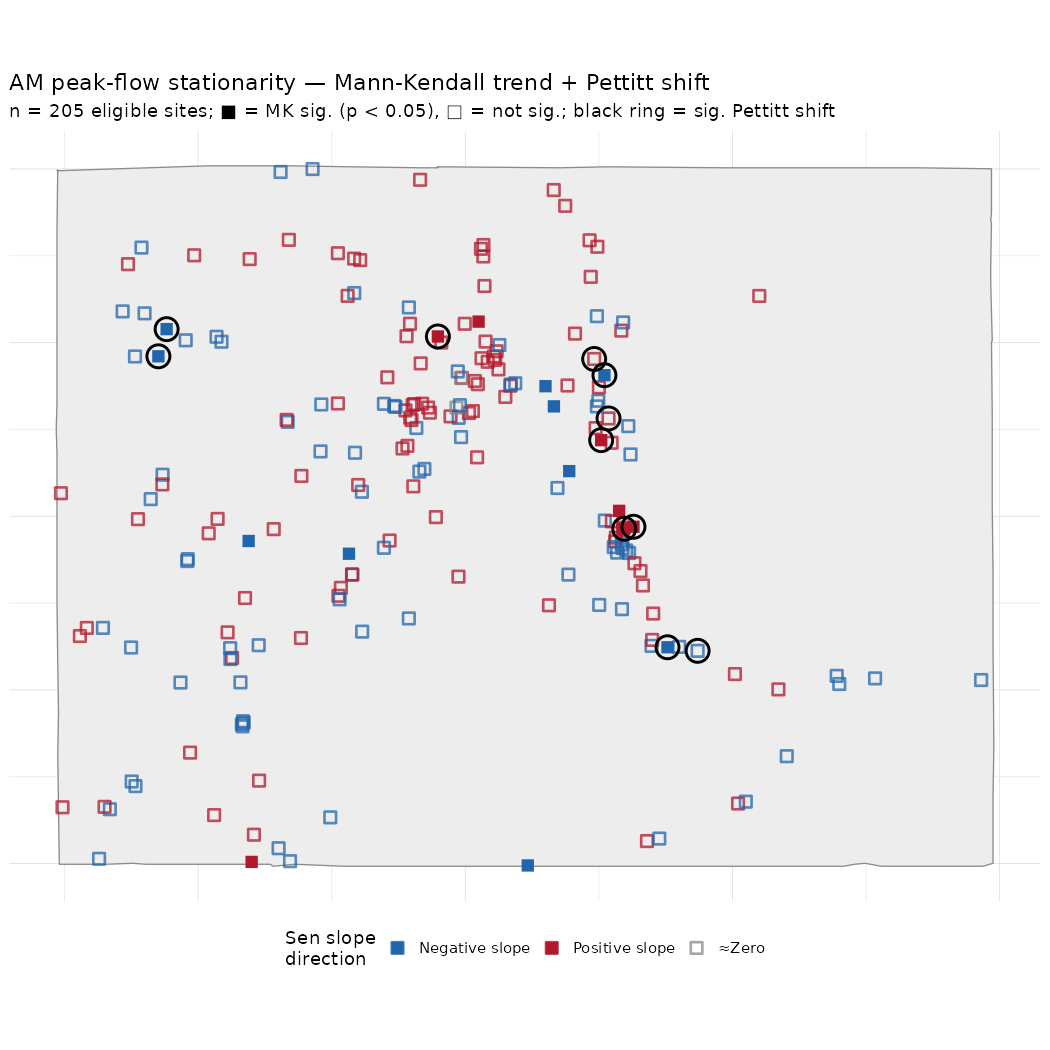 AM peak-flow stationarity — Mann-Kendall trend + Pettitt shift
n = 205 eligible sites; ■ = MK sig. (p < 0.05), □ = not sig.; black ring = sig. Pettitt shift
Sen slope
direction
Negative slope
Positive slope
≈Zero